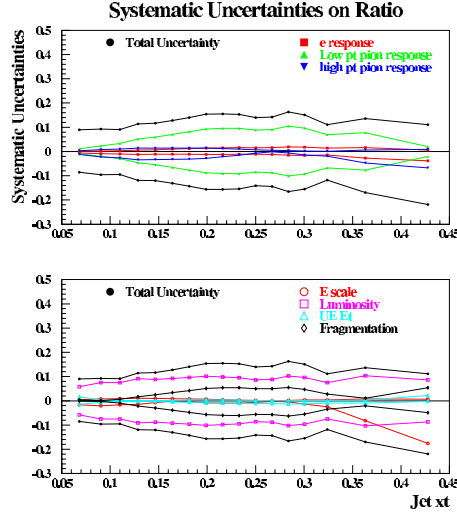 Systematic Uncertainties on Ratio
Systematic Uncertainties
0.5
0.4
0.3
0.2
0.1
0
-0.1
-0.2
-0.3
Total Uncertainty
e response
Low pt pion response
high pt pion response
0.05 0.1 0.15 0.2 0.25 0.3 0.35 0.4 0.45
0.5
0.4
0.3
0.2
0.1
0
-0.1
-0.2
-0.3
Total Uncertainty
E scale
Luminosity
UE Et
Fragmentation
0.05 0.1 0.15 0.2 0.25 0.3 0.35 0.4 0.45
Jet xt